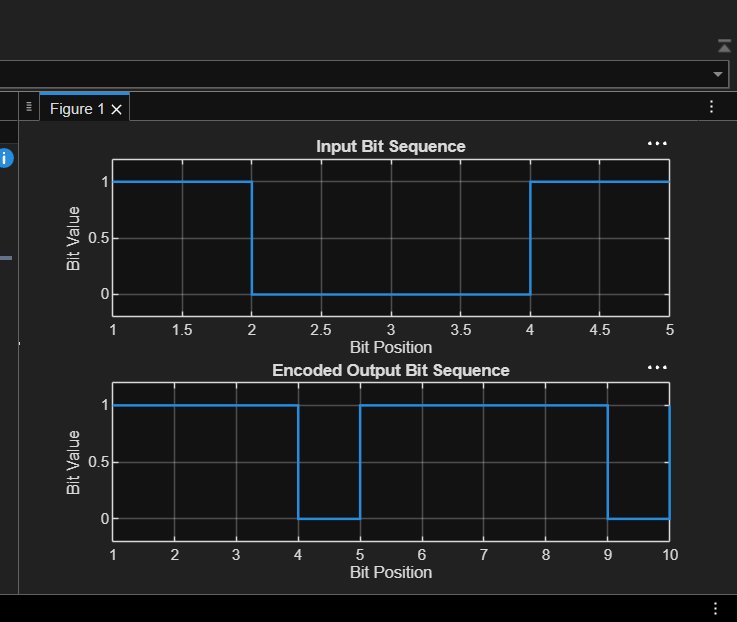 Figure 1
Input Bit Sequence
1
0.5
0
Bit Value
1 1.5 2 2.5 3 3.5 4 4.5 5
Bit Position
Encoded Output Bit Sequence
1
0.5
0
Bit Value
1 2 3 4 5 6 7 8 9 10
Bit Position